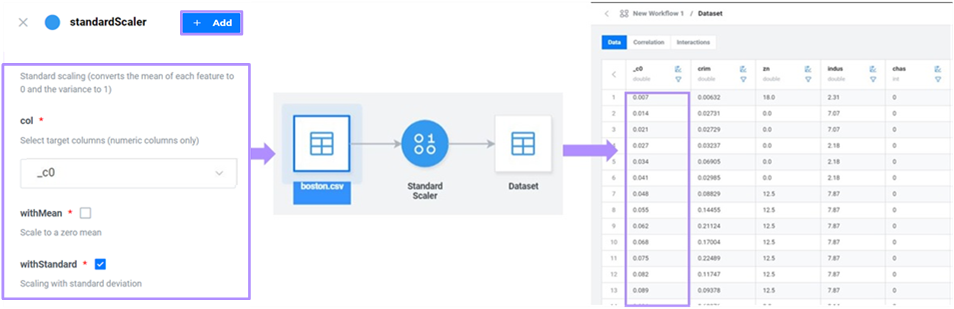 standardScaler
+ Add
Standard scaling (converts the mean of each feature to
0 and the variance to 1)
col *
Select target columns (numeric columns only)
_c0
withMean *
Scale to a zero mean
withStandard *
Scaling with standard deviation
boston.csv
Standard
Scaler
Dataset
New Workflow 1 / Dataset
Data Correlation Interactions
_c0 crim zn indus chas
double double double double int
1 0.007 0.00632 18.0 2.31 0
2 0.014 0.02731 0.0 7.07 0
3 0.021 0.02729 0.0 7.07 0
4 0.027 0.03237 0.0 2.18 0
5 0.034 0.06905 0.0 2.18 0
6 0.041 0.02985 0.0 2.18 0
7 0.048 0.08829 12.5 7.87 0
8 0.055 0.14455 12.5 7.87 0
9 0.062 0.21124 12.5 7.87 0
10 0.068 0.17004 12.5 7.87 0
11 0.075 0.22489 12.5 7.87 0
12 0.082 0.11747 12.5 7.87 0
13 0.089 0.09378 12.5 7.87 0